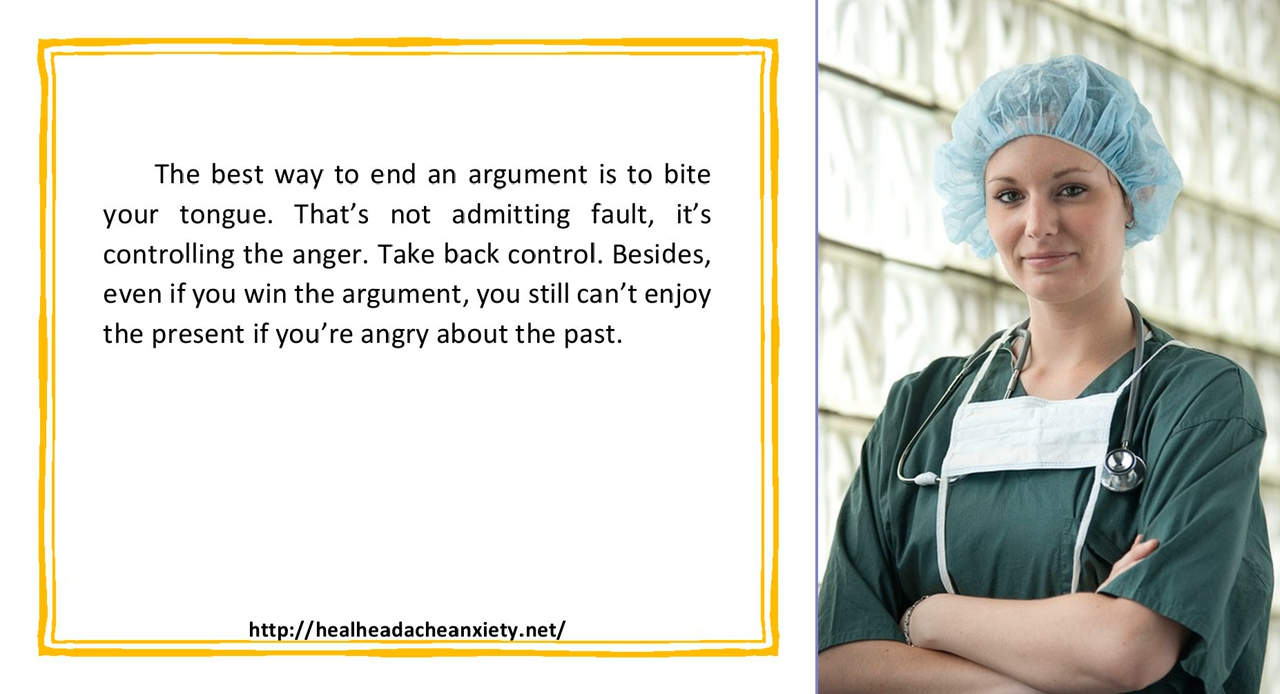 The best way to end an argument is to bite
your tongue. That’s not admitting fault, it’s
controlling the anger. Take back control. Besides,
even if you win the argument, you still can’t enjoy
the present if you’re angry about the past.
http://healheadacheanxiety.net/